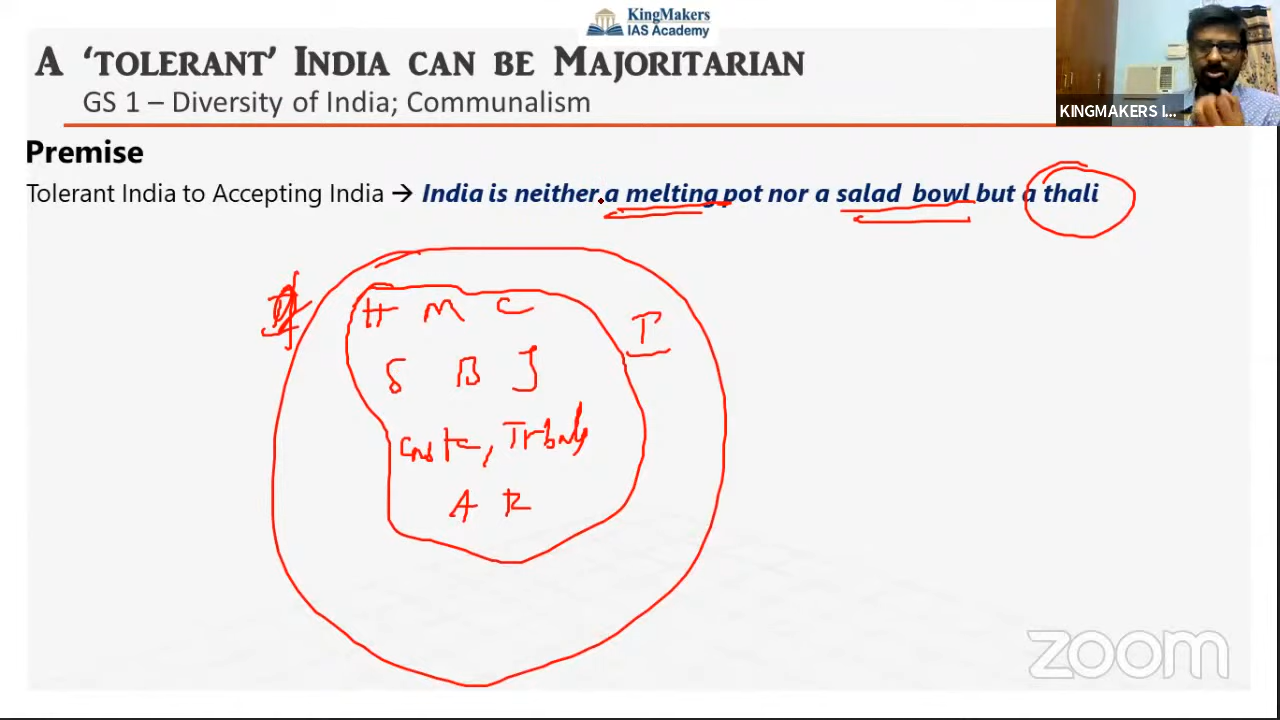 KingMakers
IAS Academy
A ‘TOLERANT’ INDIA CAN BE MAJORITARIAN
GS 1 – Diversity of India; Communalism
KINGMAKERS I...
Premise
Tolerant India to Accepting India → India is neither a melting pot nor a salad bowl but a thali
H M C
I
S B J
Caste, Tribals
A R
zoom